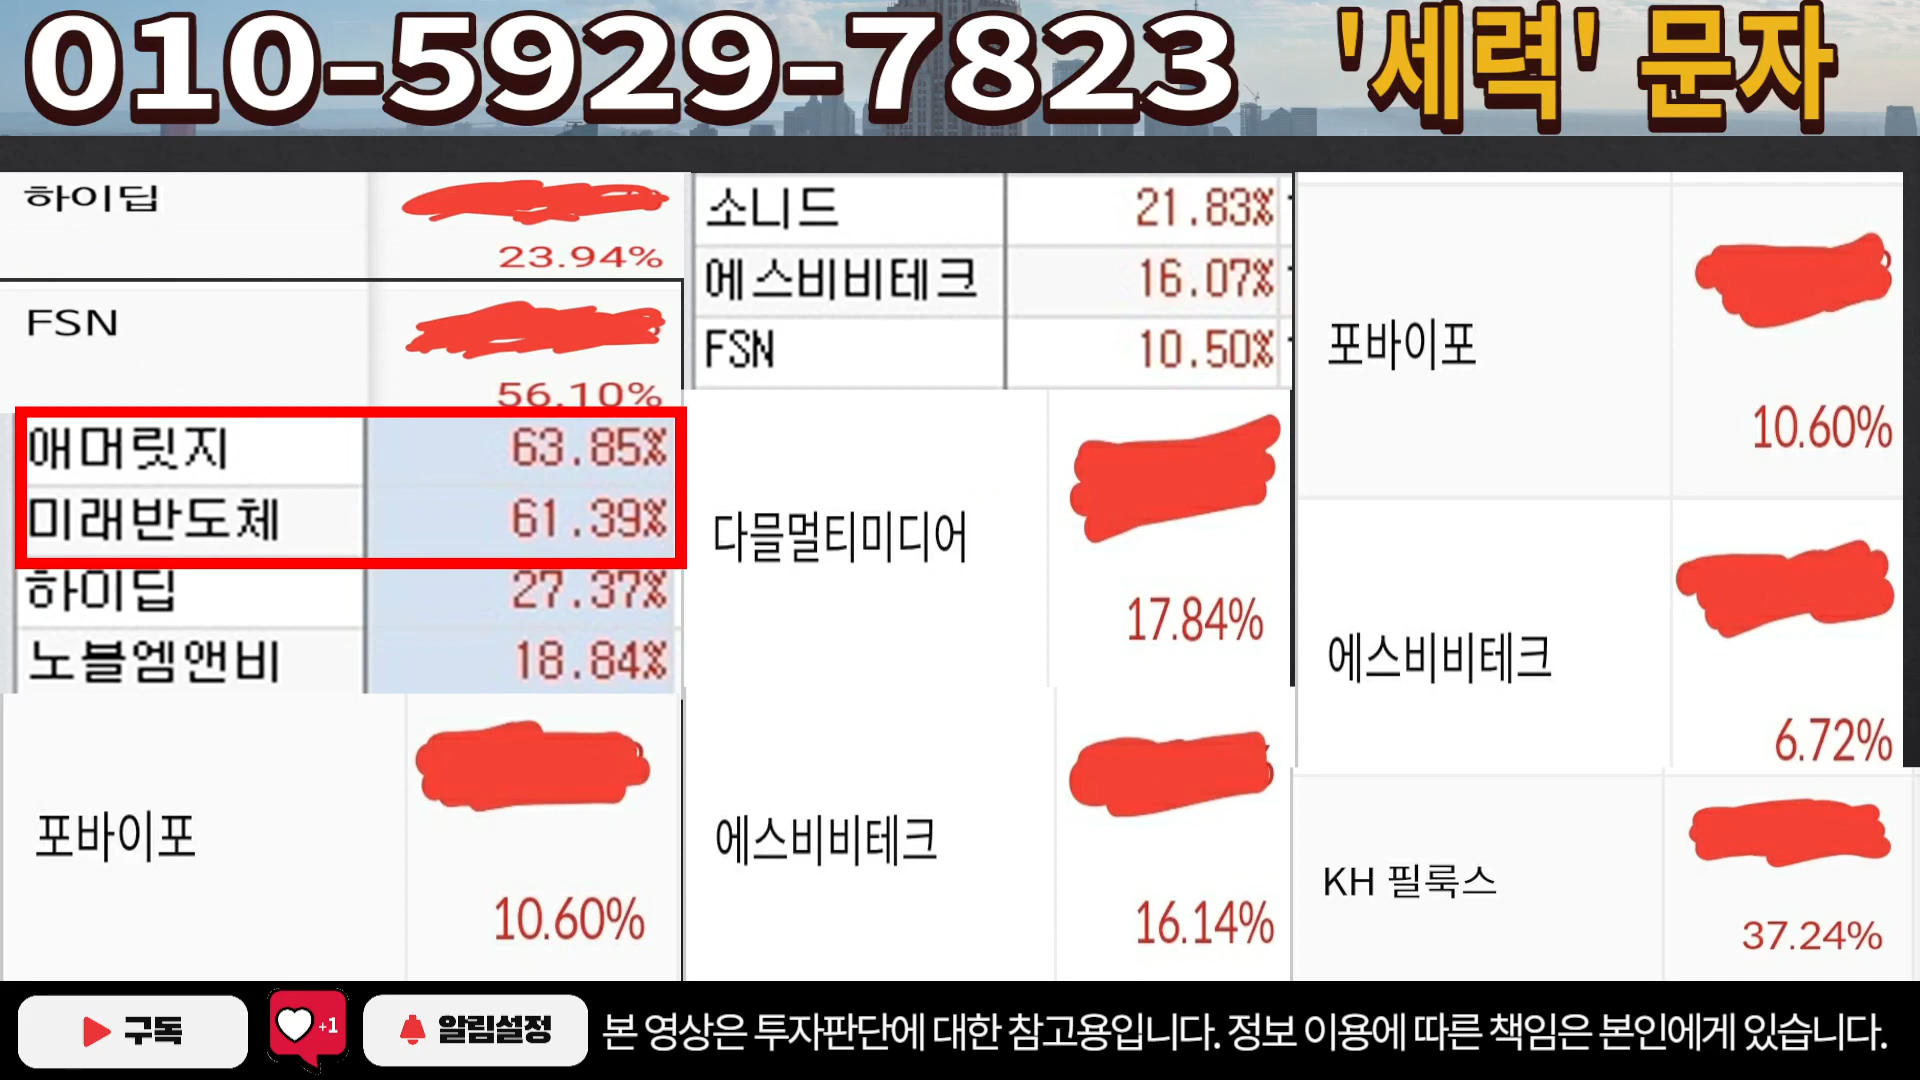 010-5929-7823 '세력' 문자
하이딥
23.94%
FSN
56.10%
애머릿지 63.85%
미래반도체 61.39%
하이딥 27.37%
노블엠앤비 18.84%
포바이포
10.60%
소니드 21.83%
에스비비테크 16.07%
FSN 10.50%
다믈멀티미디어
17.84%
에스비비테크
16.14%
포바이포
10.60%
에스비비테크
6.72%
KH 필룩스
37.24%
구독 +1 알림설정 본 영상은 투자판단에 대한 참고용입니다. 정보 이용에 따른 책임은 본인에게 있습니다.